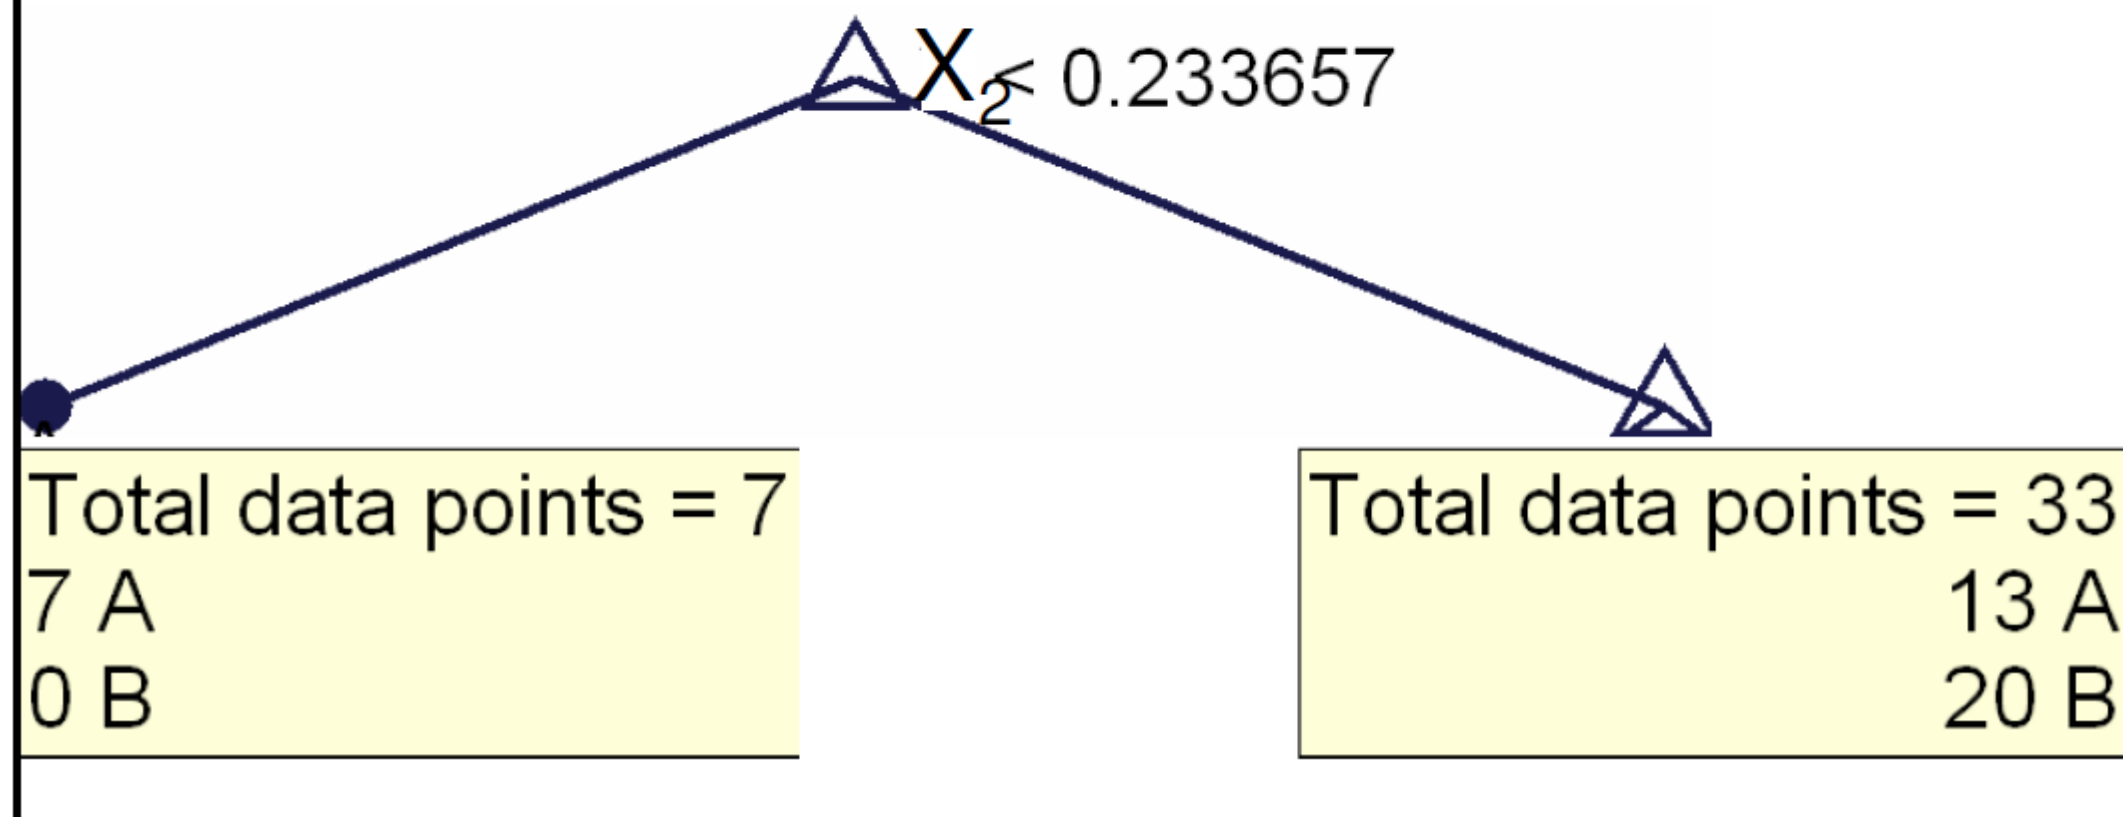 X₂< 0.233657
A
Total data points = 7
7 A
0 B
Total data points = 33
13 A
20 B